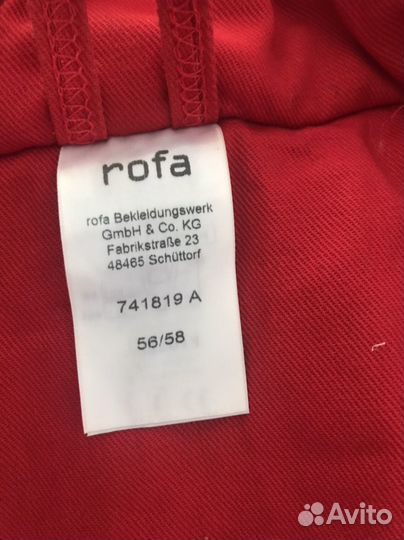 rofa
rofa Bekleidungswerk
GmbH & Co. KG
Fabrikstraße 23
48465 Schüttorf
741819 A
56/58
Avito